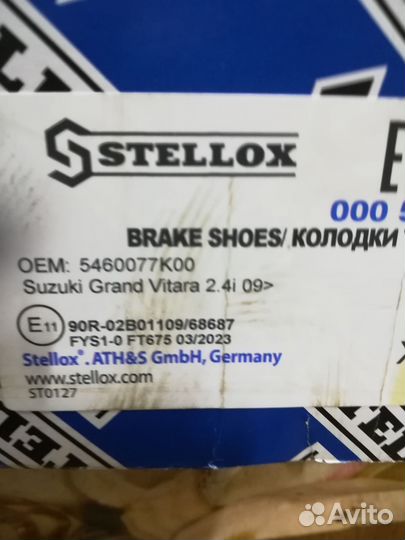 STELLOX
000 5
BRAKE SHOES/ КОЛОДКИ
OEM: 5460077K00
Suzuki Grand Vitara 2.4i 09>
E11 90R-02B01109/68687
FYS1-0 FT675 03/2023
Stellox®. ATH&S GmbH, Germany
www.stellox.com
ST0127
Avito